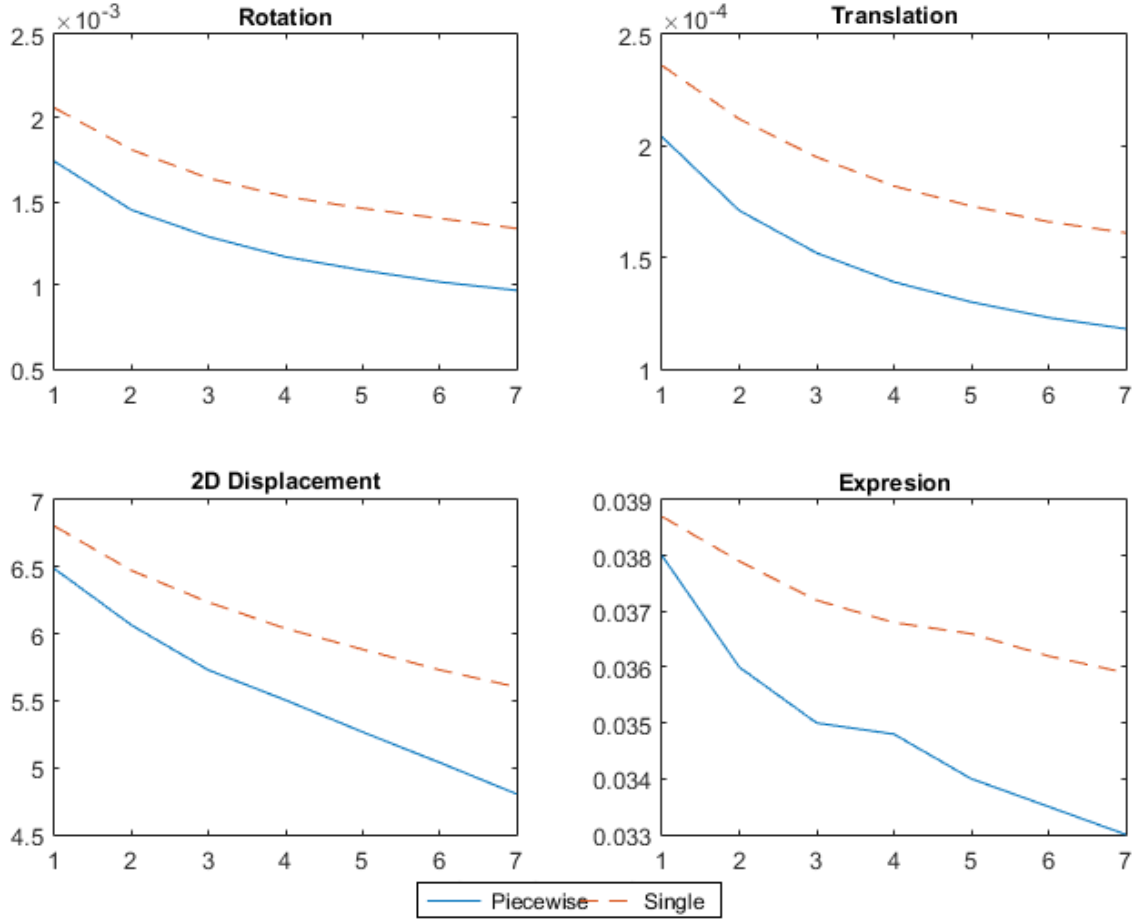 Rotation
×10⁻³
2.5
2
1.5
1
0.5
1 2 3 4 5 6 7
Translation
×10⁻⁴
2.5
2
1.5
1
1 2 3 4 5 6 7
2D Displacement
7
6.5
6
5.5
5
4.5
1 2 3 4 5 6 7
Expresion
0.039
0.038
0.037
0.036
0.035
0.034
0.033
1 2 3 4 5 6 7
Piecewise Single